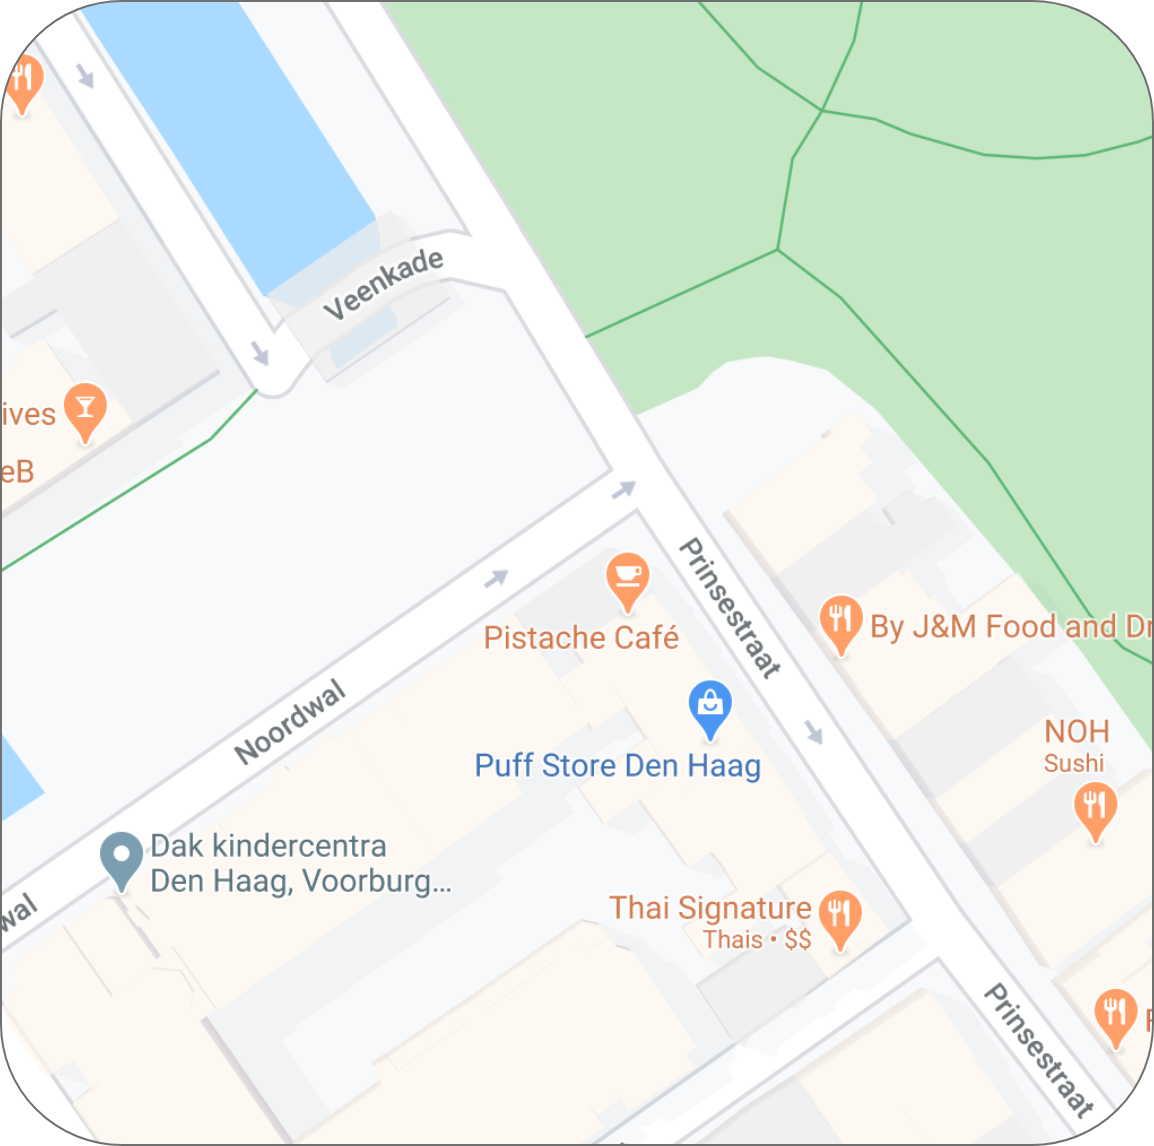 Veenkade
ives
eB
Prinsestraat
Pistache Café
By J&M Food and Dr
Noordwal
Puff Store Den Haag
NOH
Sushi
Dak kindercentra
Den Haag, Voorburg...
wal
Thai Signature
Thais • $$
Prinsestraat